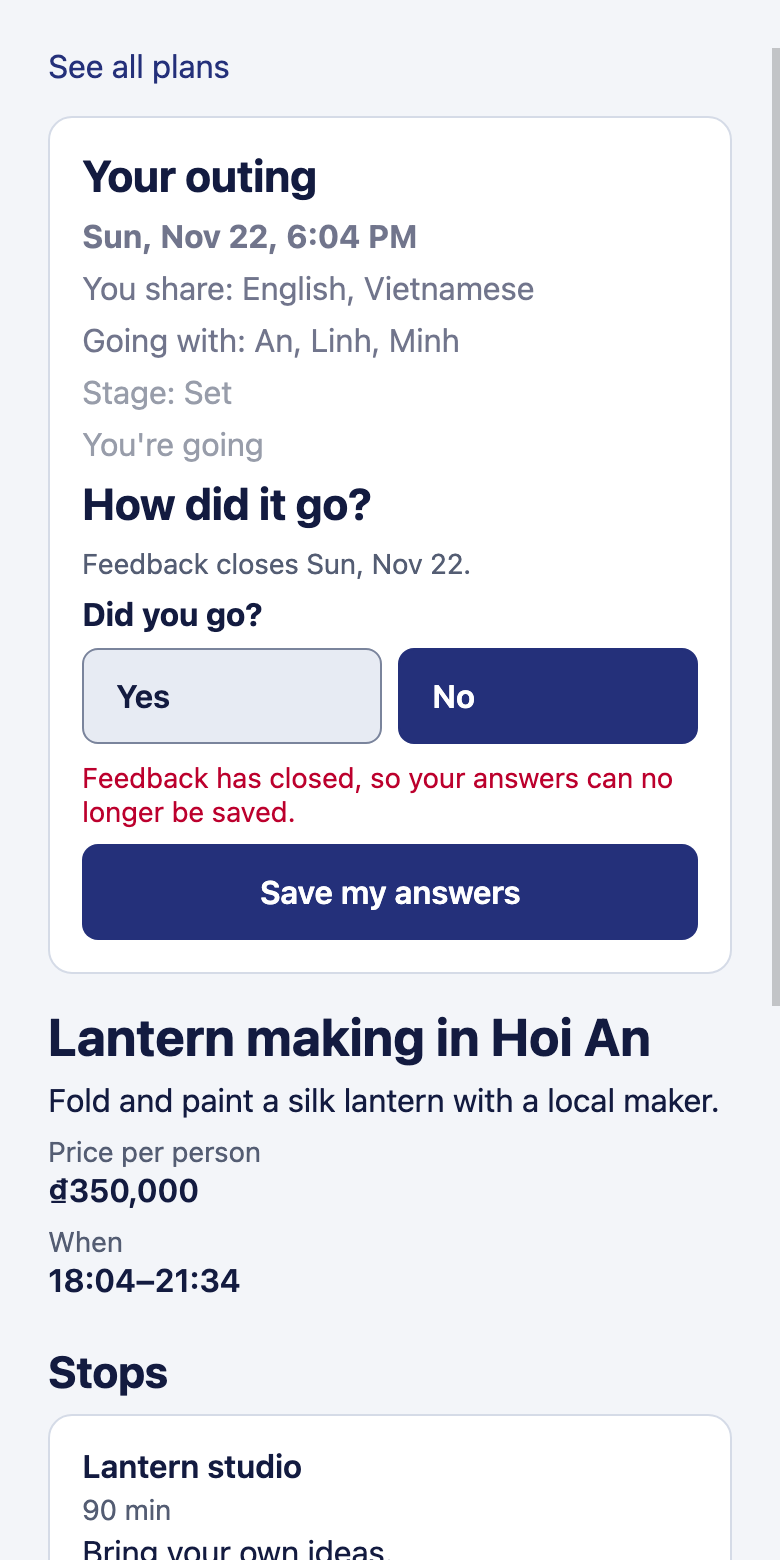 See all plans
Your outing
Sun, Nov 22, 6:04 PM
You share: English, Vietnamese
Going with: An, Linh, Minh
Stage: Set
You're going
How did it go?
Feedback closes Sun, Nov 22.
Did you go?
Yes
No
Feedback has closed, so your answers can no
longer be saved.
Save my answers
Lantern making in Hoi An
Fold and paint a silk lantern with a local maker.
Price per person
₫350,000
When
18:04–21:34
Stops
Lantern studio
90 min
Bring your own ideas.